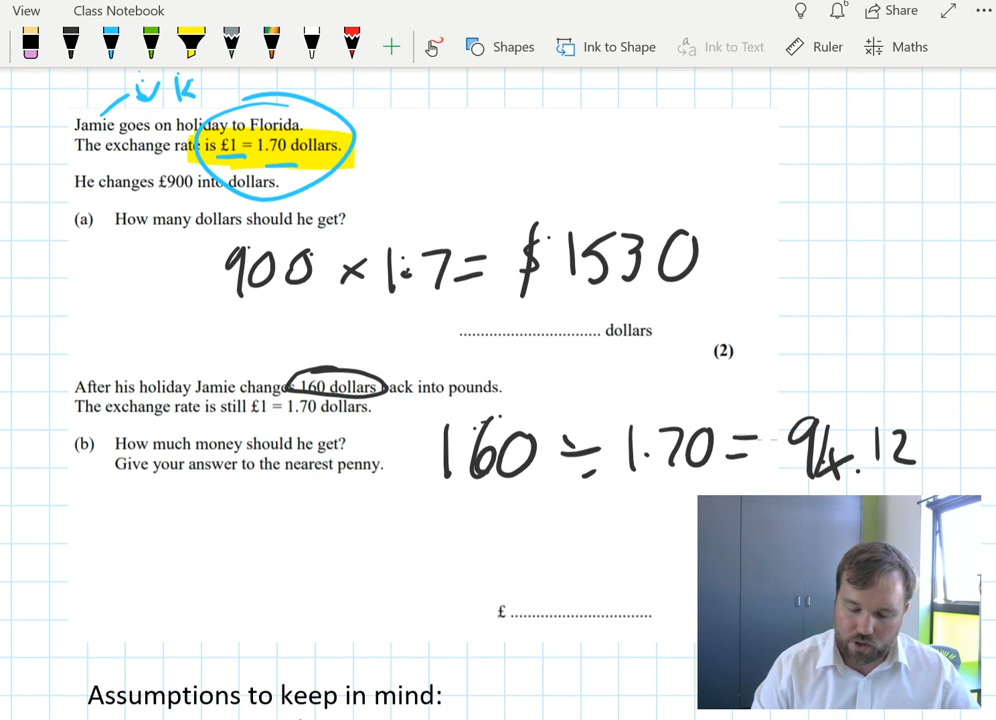 View Class Notebook Share ...
Shapes Ink to Shape Ink to Text Ruler Maths
UK
Jamie goes on holiday to Florida.
The exchange rate is £1 = 1.70 dollars.
He changes £900 into dollars.
(a) How many dollars should he get?
900 × 1.7 = $1530
.................................. dollars
(2)
After his holiday Jamie changes 160 dollars back into pounds.
The exchange rate is still £1 = 1.70 dollars.
(b) How much money should he get?
Give your answer to the nearest penny.
160 ÷ 1.70 = 94.12
£ ..................................
Assumptions to keep in mind: